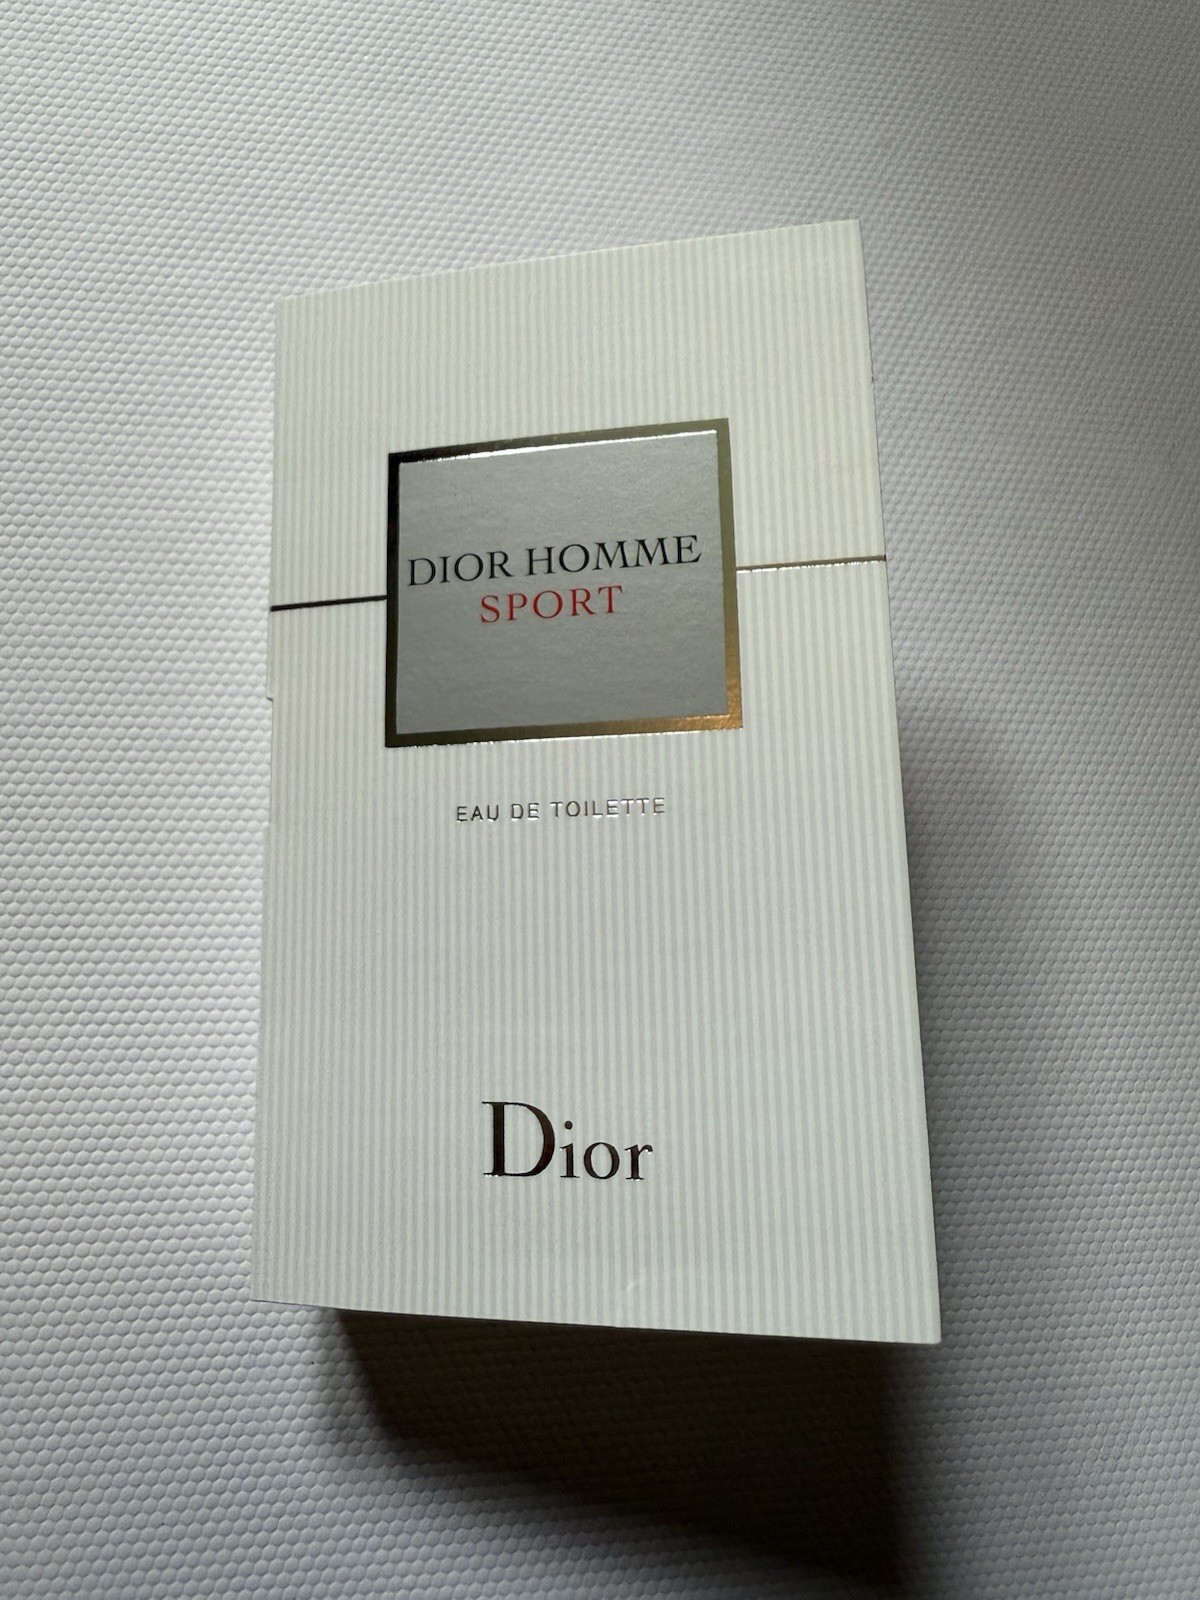 DIOR HOMME
SPORT
EAU DE TOILETTE
Dior